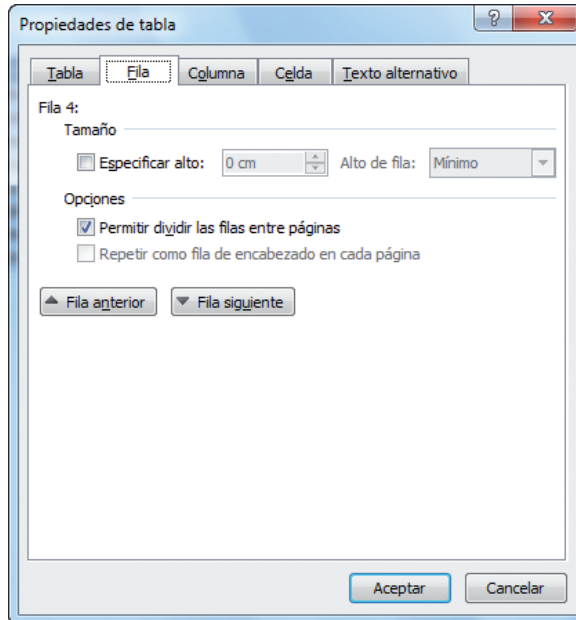 Propiedades de tabla
Tabla Fila Columna Celda Texto alternativo
Fila 4:
Tamaño
Especificar alto: 0 cm Alto de fila: Mínimo
Opciones
Permitir dividir las filas entre páginas
Repetir como fila de encabezado en cada página
Fila anterior Fila siguiente
Aceptar Cancelar